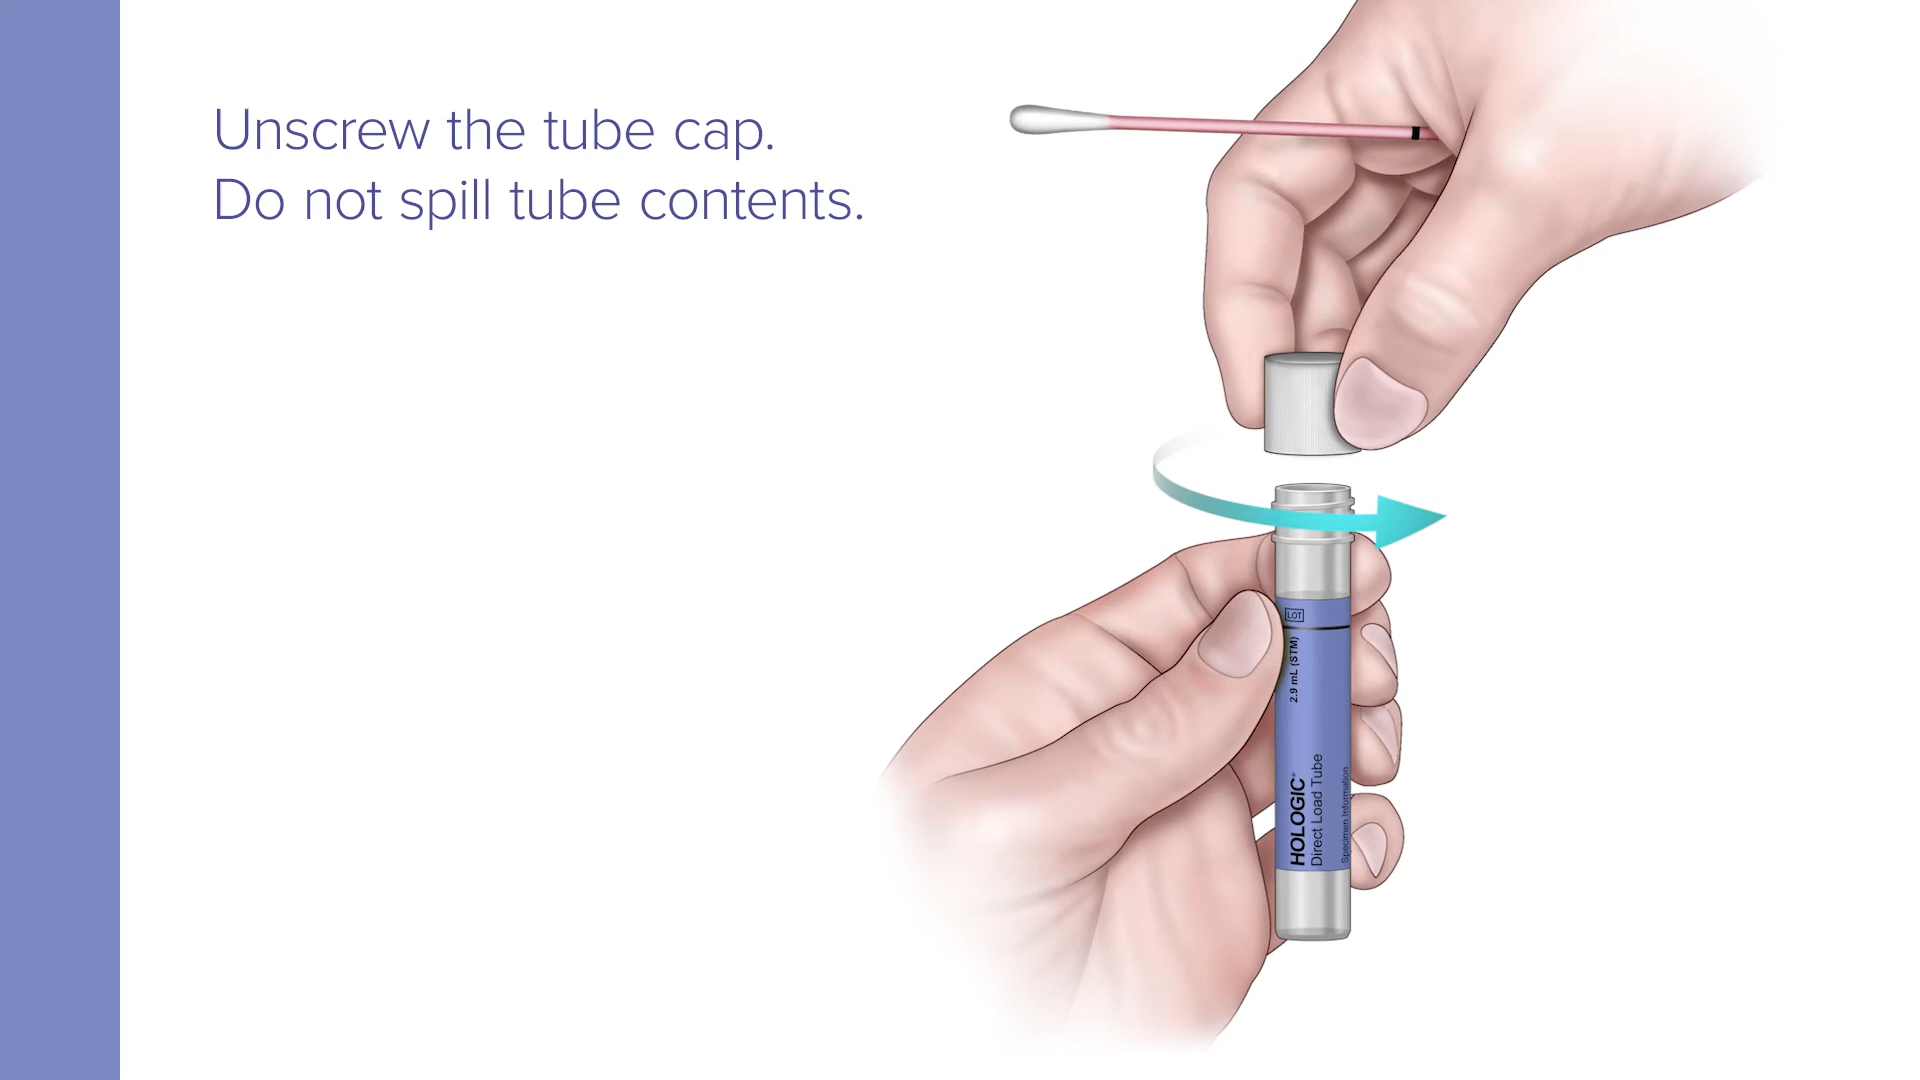 Unscrew the tube cap.
Do not spill tube contents.
LOT
2.9 mL (STM)
HOLOGIC®
Direct Load Tube
Specimen Information